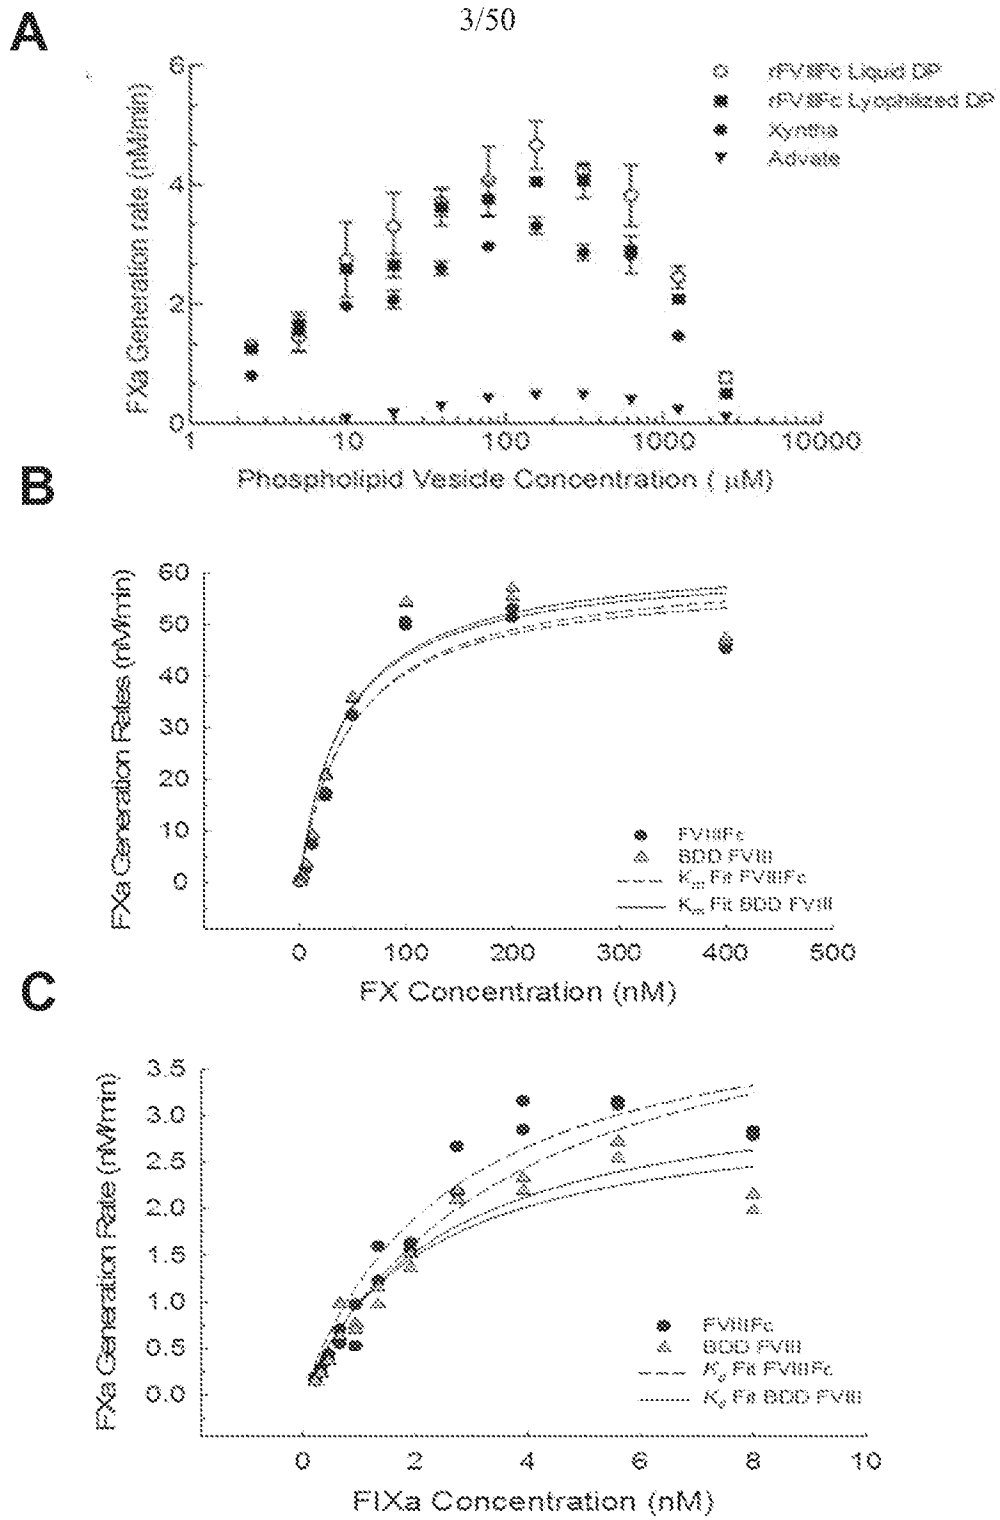 3/50
A
FXa Generation rate (nM/min)
6
4
2
0
1
10
100
1000
10000
Phospholipid Vesicle Concentration ( μM)
rFVIIIFc Liquid DP
rFVIIIFc Lyophilized DP
Xyntha
Advate
B
FXa Generation Rates (nM/min)
60
50
40
30
20
10
0
0
100
200
300
400
500
FX Concentration (nM)
FVIIIFc
BDD FVIII
Km Fit FVIIIFc
Km Fit BDD FVIII
C
FXa Generation Rate (nM/min)
3.5
3.0
2.5
2.0
1.5
1.0
0.5
0.0
0
2
4
6
8
10
FIXa Concentration (nM)
FVIIIFc
BDD FVIII
Kd Fit FVIIIFc
Kd Fit BDD FVIII